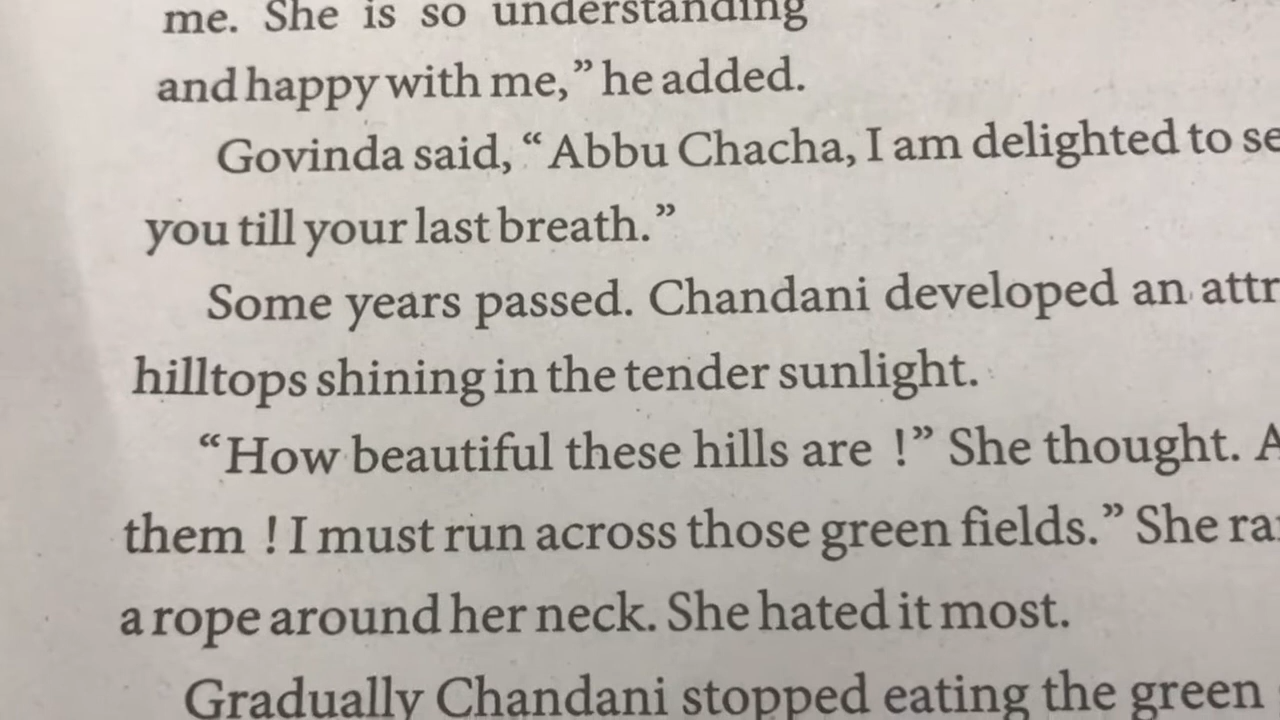 me. She is so understanding
and happy with me,” he added.
Govinda said, “Abbu Chacha, I am delighted to
you till your last breath.”
Some years passed. Chandani developed an
hilltops shining in the tender sunlight.
“How beautiful these hills are !” She thought.
them ! I must run across those green fields.” She
a rope around her neck. She hated it most.
Gradually Chandani stopped eating the green